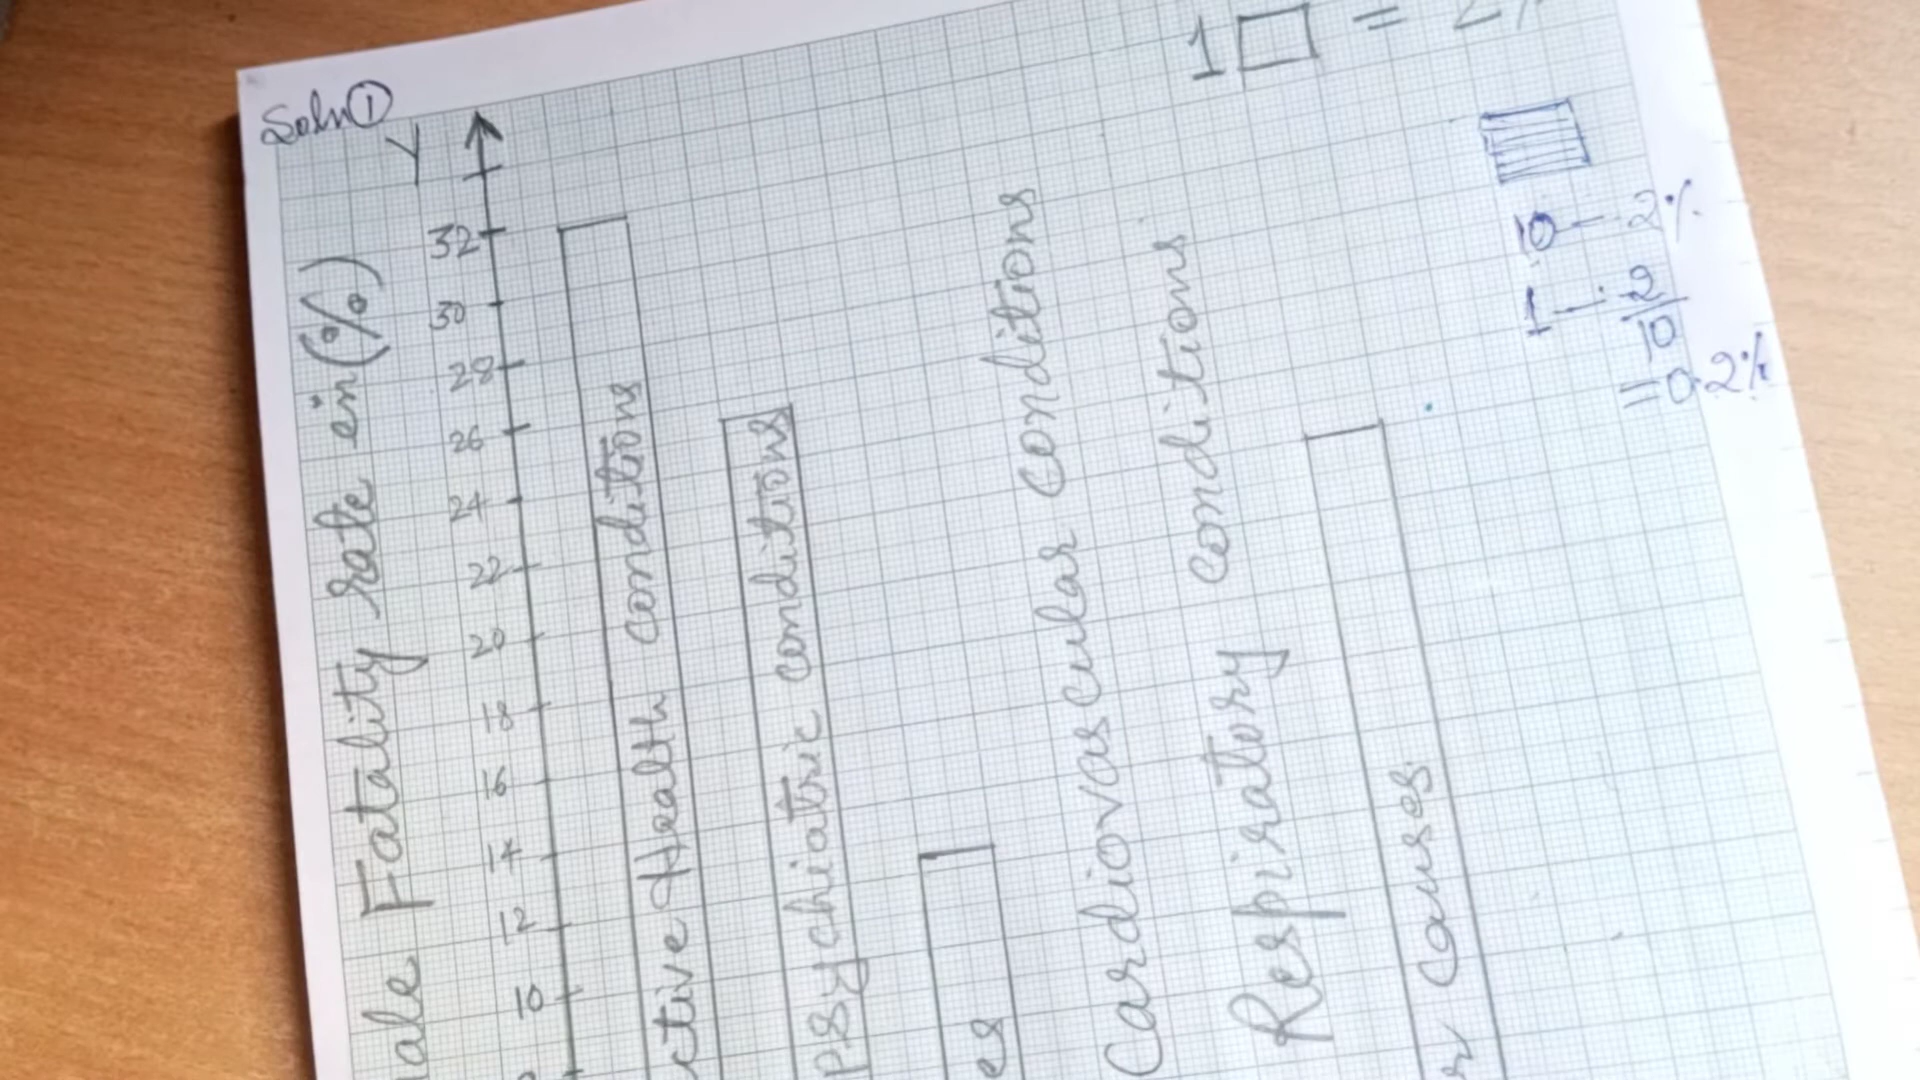 Soln ①
Y
1 □ = 2%
32
30
28
26
24
22
20
18
16
14
12
10
Fatality rate in (%)
ctive Health conditions
psychiatric conditions
es
Cardiovascular conditions
Respiratory conditions
r causes
10 — 2%
1 — 2/10
= 0.2%